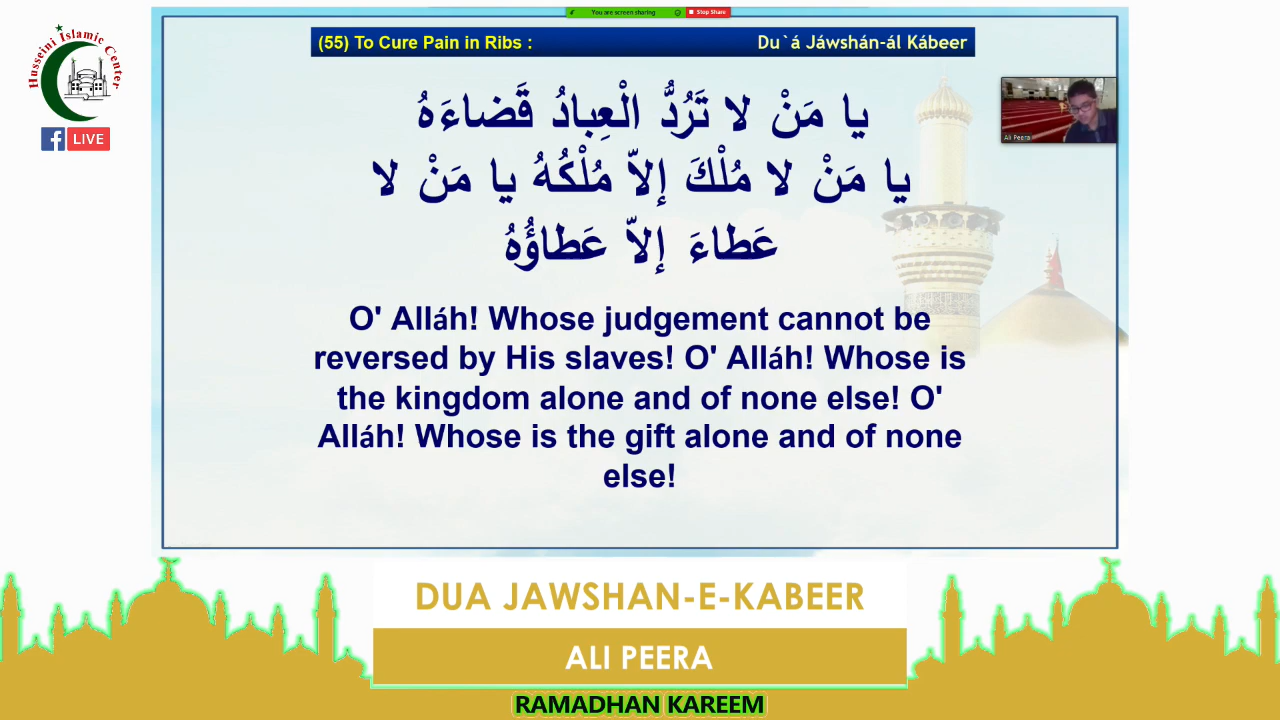 You are screen sharing Stop Share
Husseini Islamic Center
f LIVE
(55) To Cure Pain in Ribs : Du`á Jáwshán-ál Kábeer
يا مَنْ لا تَرُدُّ الْعِبادُ قَضاءَهُ
يا مَنْ لا مُلْكَ إلاّ مُلْكُهُ يا مَنْ لا
عَطاءَ إلاّ عَطاؤُهُ
Ali Peera
O' Alláh! Whose judgement cannot be
reversed by His slaves! O' Alláh! Whose is
the kingdom alone and of none else! O'
Alláh! Whose is the gift alone and of none
else!
DUA JAWSHAN-E-KABEER
ALI PEERA
RAMADHAN KAREEM